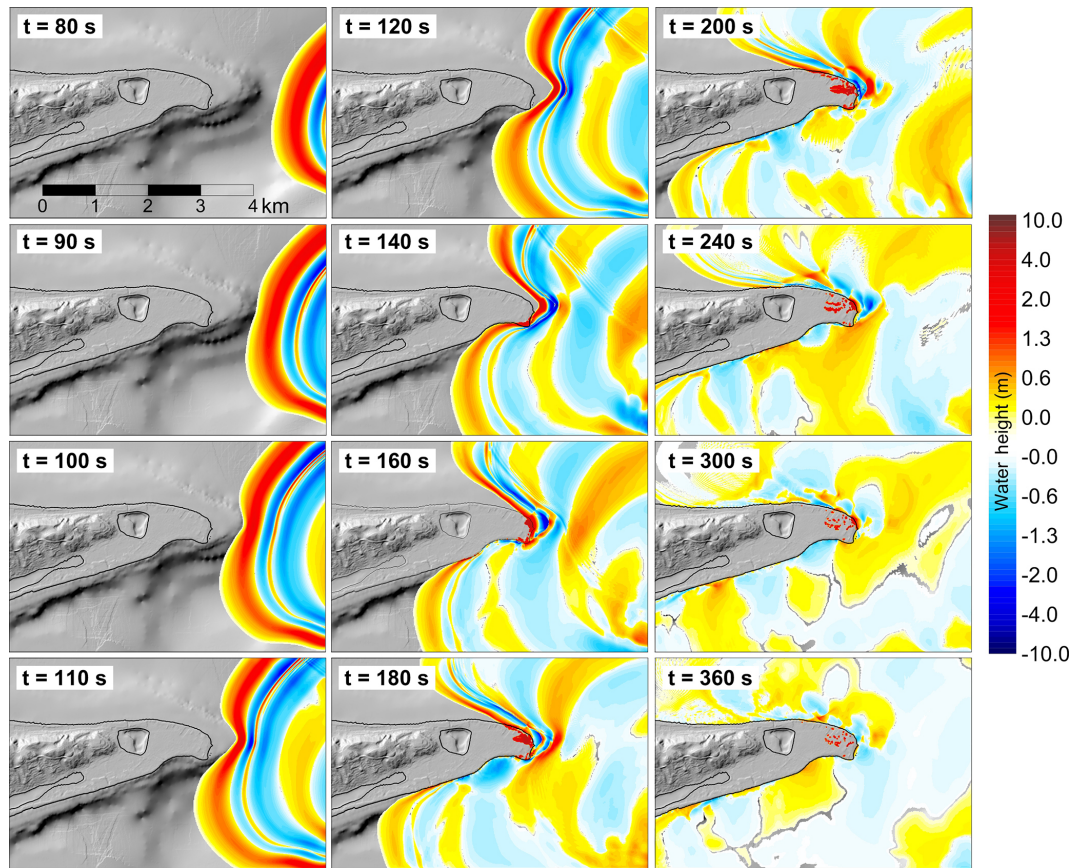 t = 80 s
t = 120 s
t = 200 s
0 1 2 3 4 km
t = 90 s
t = 140 s
t = 240 s
t = 100 s
t = 160 s
t = 300 s
t = 110 s
t = 180 s
t = 360 s
10.0
4.0
2.0
1.3
0.6
0.0
-0.0
-0.6
-1.3
-2.0
-4.0
-10.0
Water height (m)